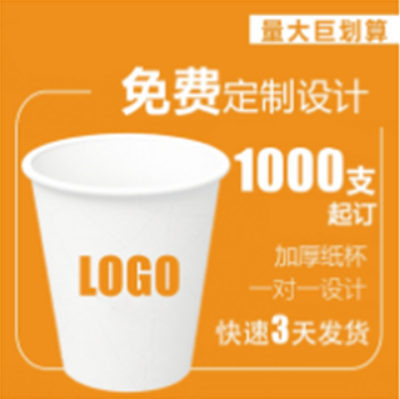 量大巨划算
免费定制设计
1000支
起订
加厚纸杯
LOGO
一对一设计
快速3天发货